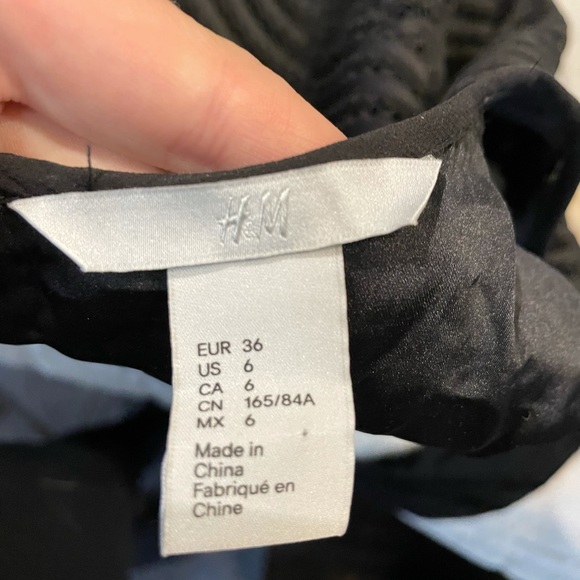 H&M
EUR 36
US 6
CA 6
CN 165/84A
MX 6
Made in
China
Fabriqué en
Chine